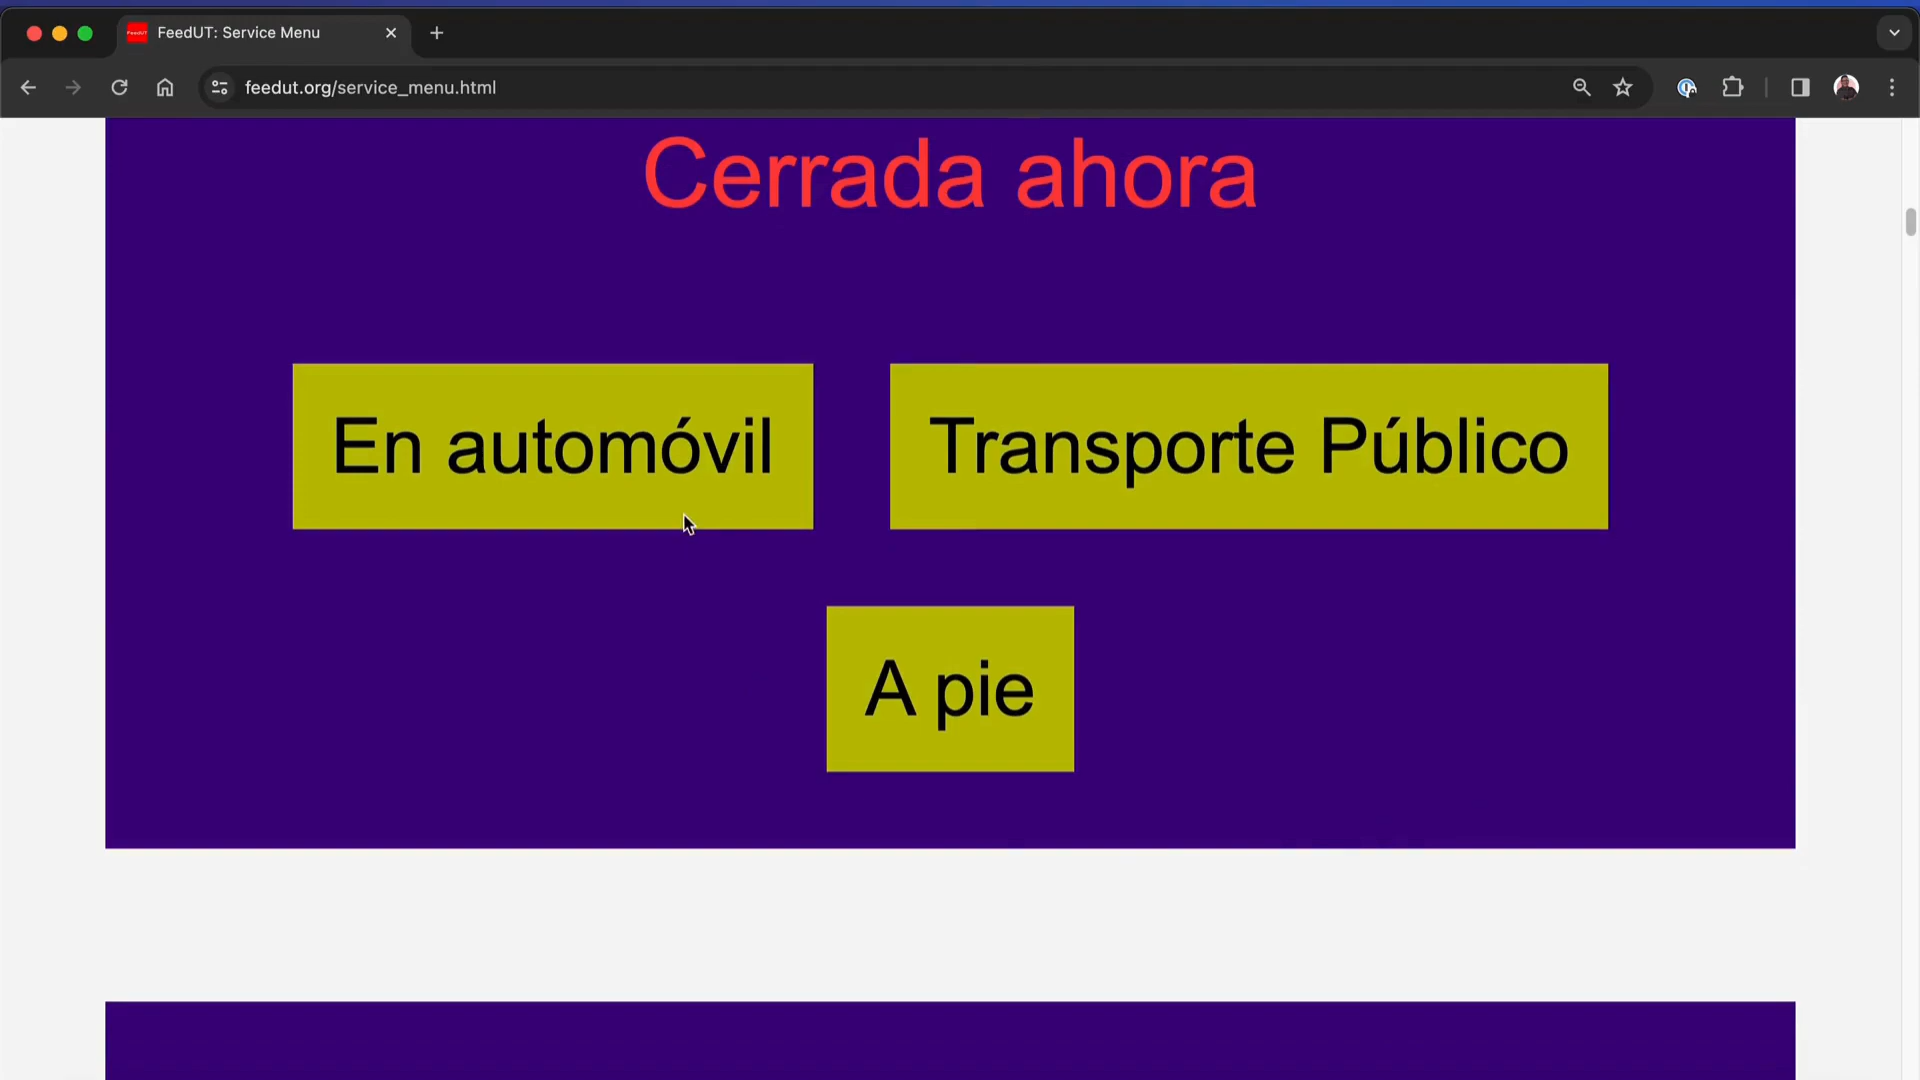 FeedUT: Service Menu
feedut.org/service_menu.html
Cerrada ahora
En automóvil
Transporte Público
A pie